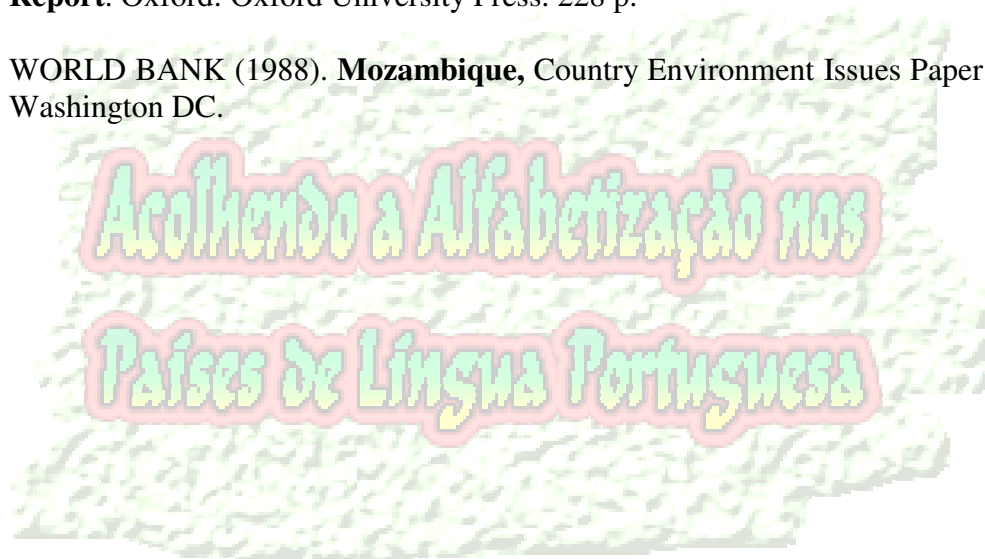 Report. Oxford: Oxford University Press. 228 p.
WORLD BANK (1988). Mozambique, Country Environment Issues Paper
Washington DC.
Acolhendo a Alfabetização nos
Países de Língua Portuguesa